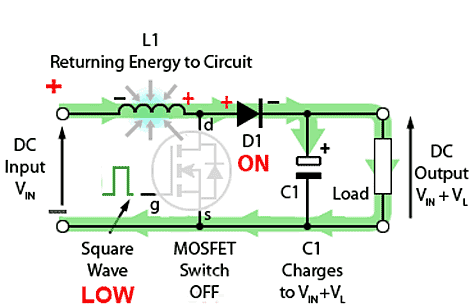 L1
Returning Energy to Circuit
+
- + + -
d
DC
Input
VIN
D1
ON
+
C1
Load
DC
Output
VIN + VL
-
g
s
Square
Wave
LOW
MOSFET
Switch
OFF
C1
Charges
to VIN+VL